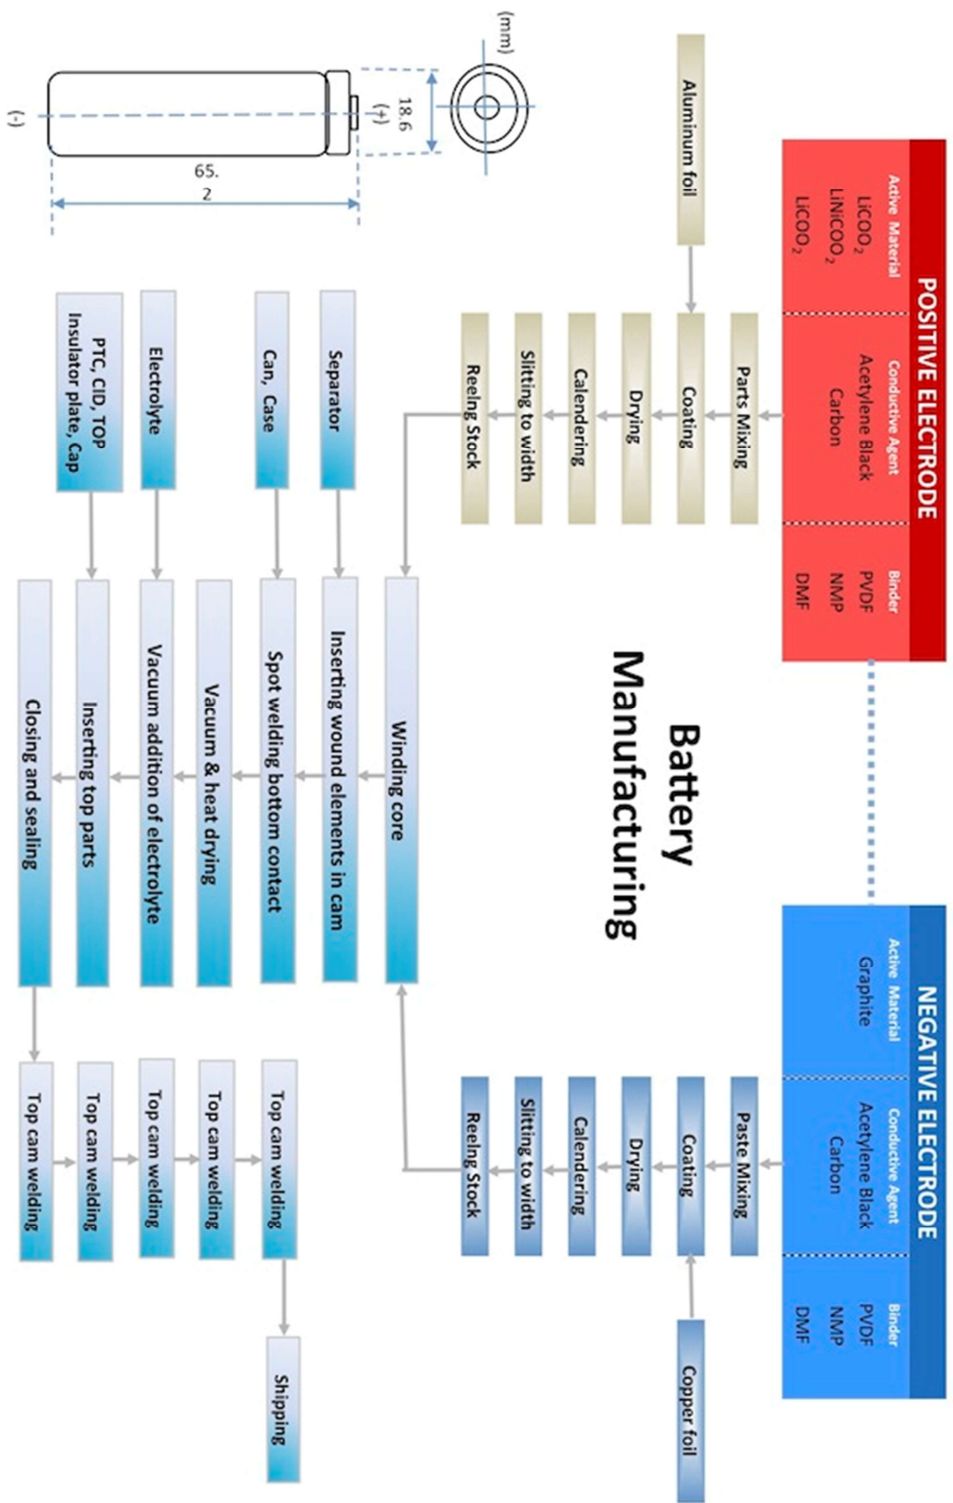 POSITIVE ELECTRODE
Active Material
LiCOO2
LiNiCOO2
LiCOO2
Conductive Agent
Acetylene Black
Carbon
Binder
PVDF
NMP
DMF
NEGATIVE ELECTRODE
Active Material
Graphite
Conductive Agent
Acetylene Black
Carbon
Binder
PVDF
NMP
DMF
Aluminum foil
Parts Mixing
Coating
Drying
Calendering
Slitting to width
Reelng Stock
Battery
Manufacturing
Paste Mixing
Coating
Drying
Calendering
Slitting to width
Reelng Stock
Copper foil
(mm)
18.6
(+)
65.
2
(-)
Separator
Can, Case
Electrolyte
PTC, CID, TOP
Insulator plate, Cap
Winding core
Inserting wound elements in cam
Spot welding bottom contact
Vacuum & heat drying
Vacuum addition of electrolyte
Inserting top parts
Closing and sealing
Top cam welding
Top cam welding
Top cam welding
Top cam welding
Top cam welding
Shipping